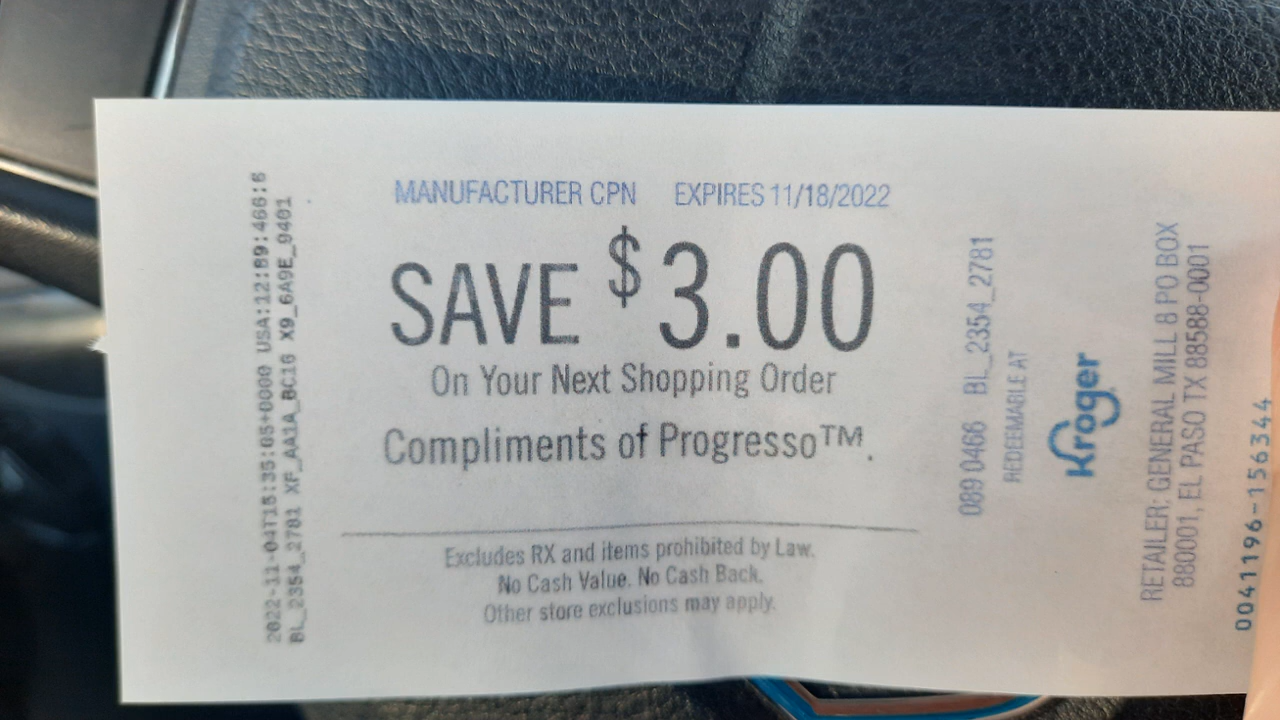 MANUFACTURER CPN EXPIRES 11/18/2022
SAVE $3.00
On Your Next Shopping Order
Compliments of Progresso™.
Excludes RX and items prohibited by Law.
No Cash Value. No Cash Back.
Other store exclusions may apply.
2022-11-04T15:35:05+0000 USA:12:89:466:6
BL_2354_2781 XF_AA1A_BC16 X9_6A9E_9401
089 0466 BL_2354_2781
REDEEMABLE AT
Kroger
RETAILER: GENERAL MILL 8 PO BOX
880001, EL PASO TX 88588-0001
0041196-156344